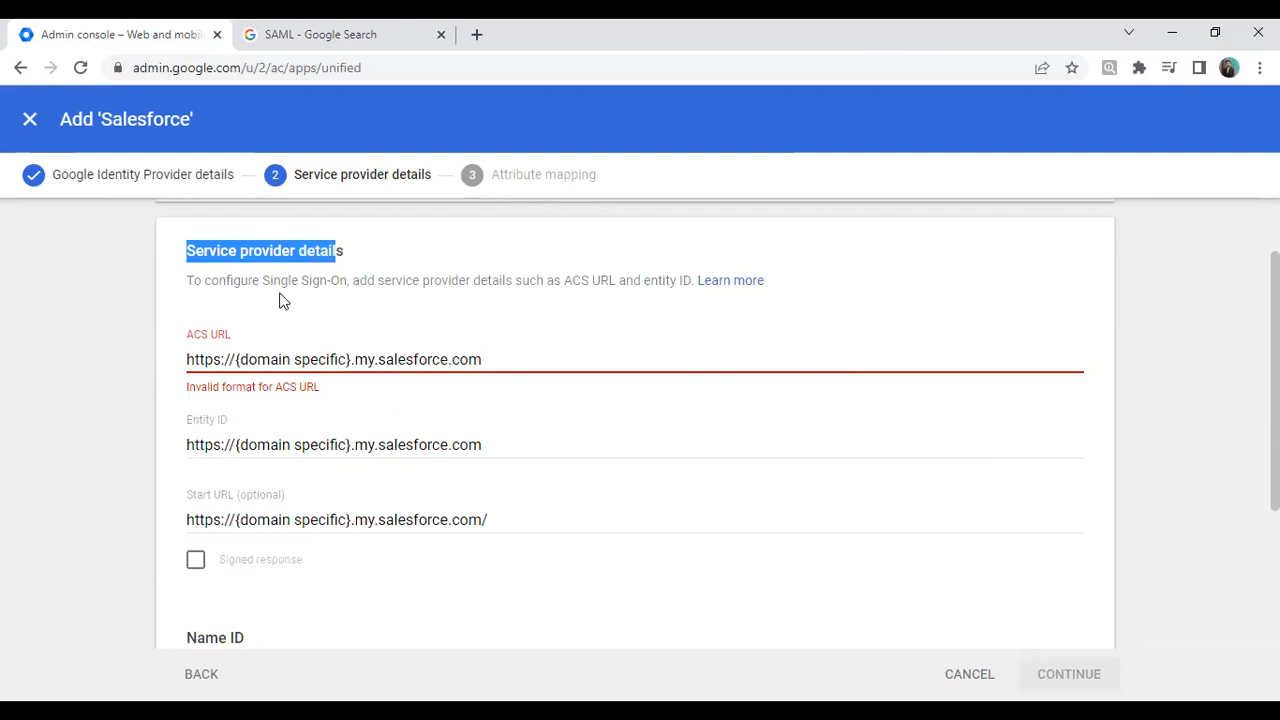 Admin console – Web and mobil
SAML - Google Search
admin.google.com/u/2/ac/apps/unified
Add 'Salesforce'
Google Identity Provider details
2 Service provider details
3 Attribute mapping
Service provider details
To configure Single Sign-On, add service provider details such as ACS URL and entity ID. Learn more
ACS URL
https://{domain specific}.my.salesforce.com
Invalid format for ACS URL
Entity ID
https://{domain specific}.my.salesforce.com
Start URL (optional)
https://{domain specific}.my.salesforce.com/
Signed response
Name ID
BACK
CANCEL
CONTINUE